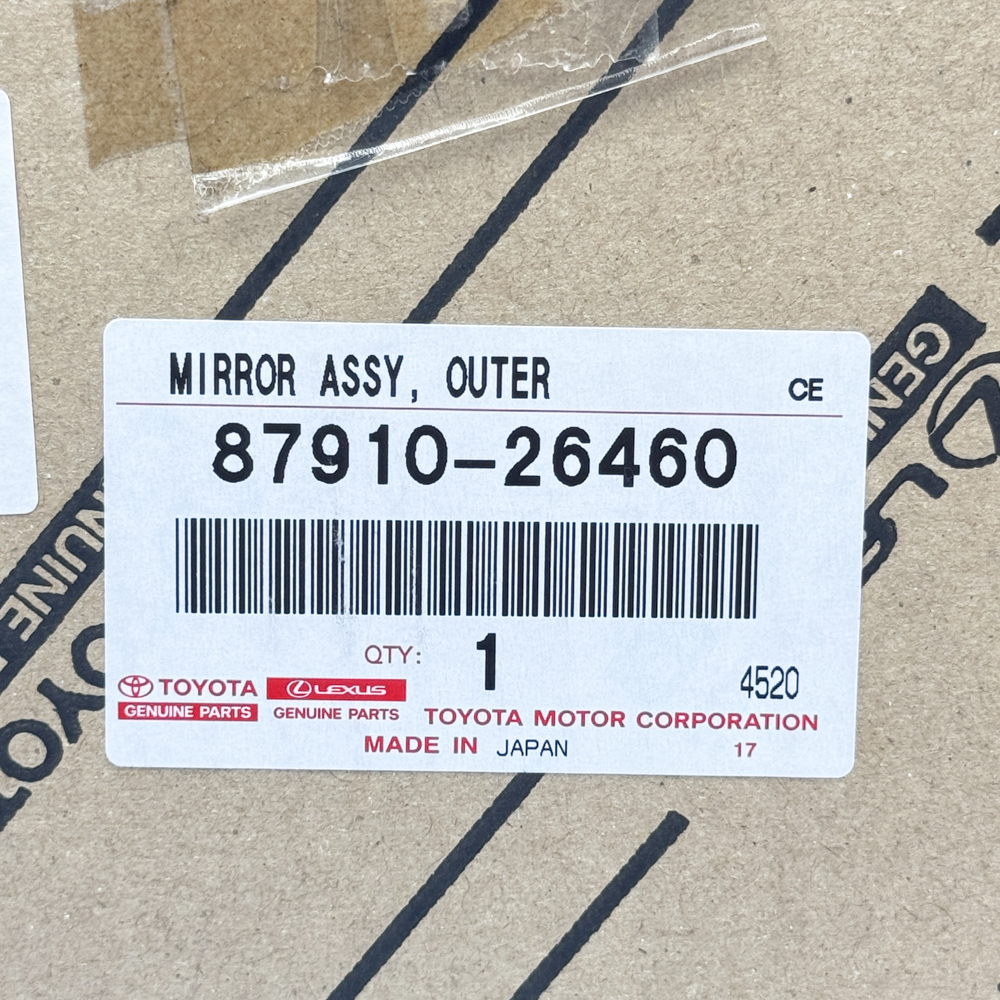 MIRROR ASSY, OUTER
CE
87910-26460
QTY: 1
4520
TOYOTA LEXUS
GENUINE PARTS GENUINE PARTS
TOYOTA MOTOR CORPORATION
MADE IN JAPAN
17
GENUINE